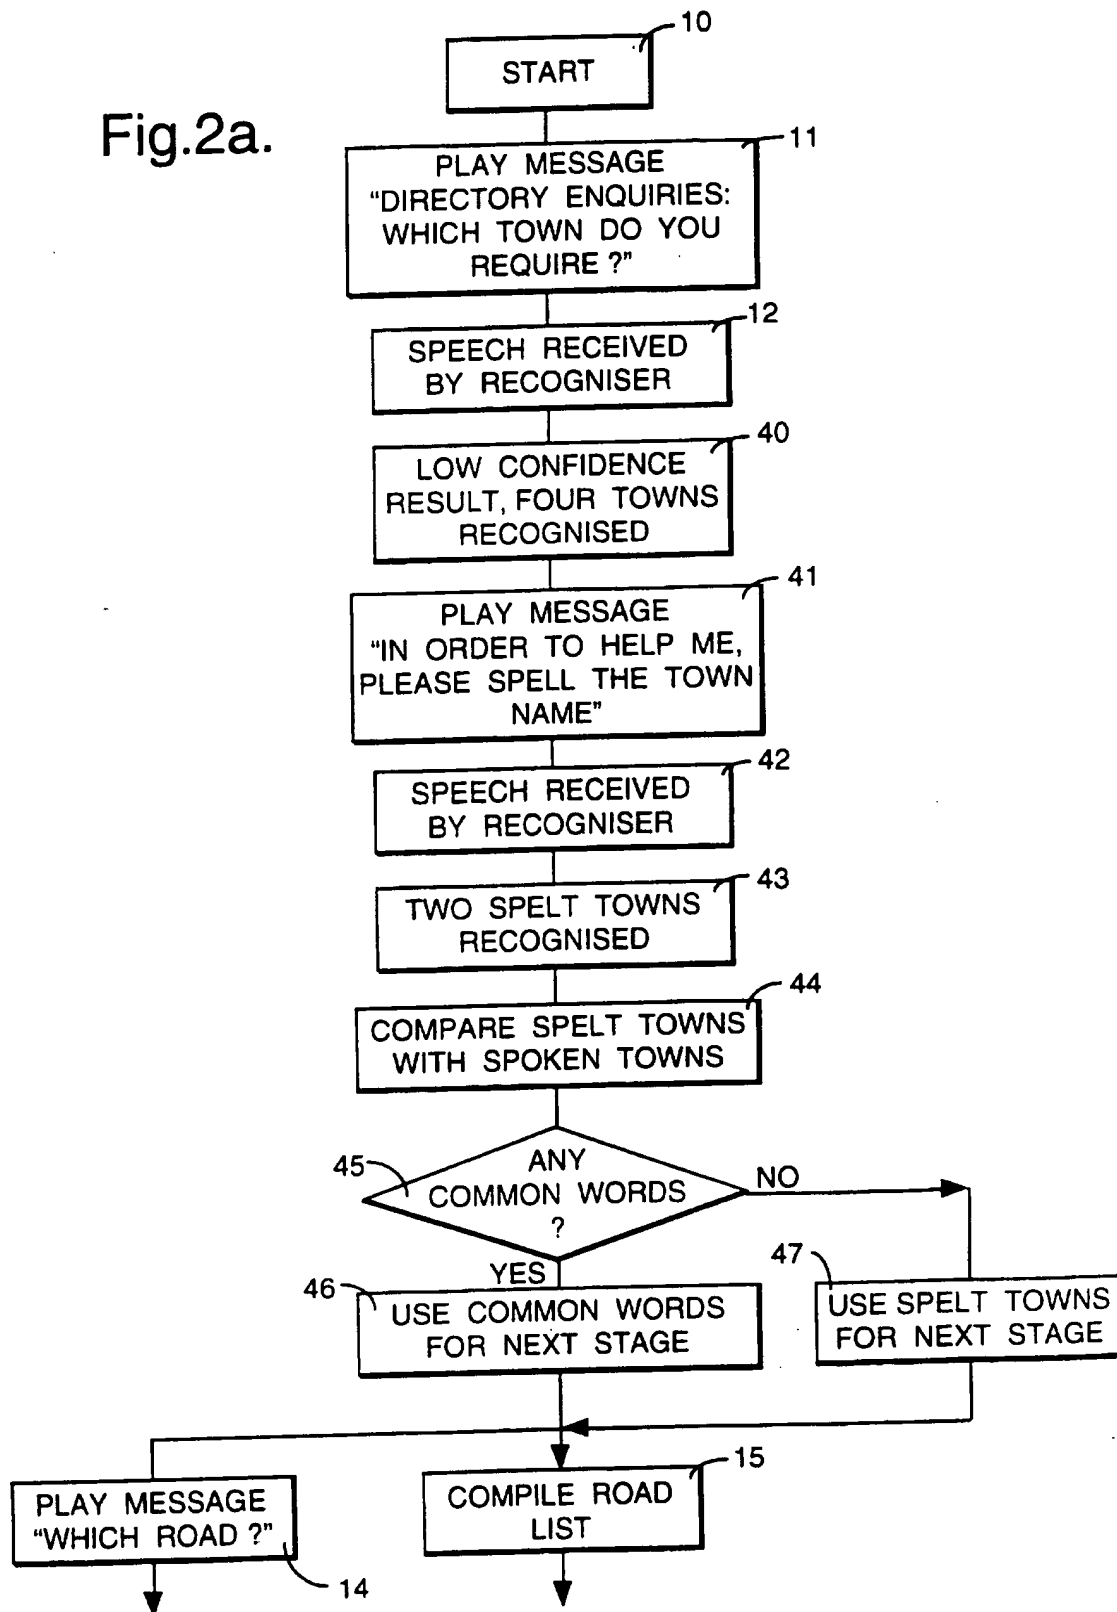 Fig.2a.
10
START
11
PLAY MESSAGE
“DIRECTORY ENQUIRIES:
WHICH TOWN DO YOU
REQUIRE ?”
12
SPEECH RECEIVED
BY RECOGNISER
40
LOW CONFIDENCE
RESULT, FOUR TOWNS
RECOGNISED
41
PLAY MESSAGE
“IN ORDER TO HELP ME,
PLEASE SPELL THE TOWN
NAME”
42
SPEECH RECEIVED
BY RECOGNISER
43
TWO SPELT TOWNS
RECOGNISED
44
COMPARE SPELT TOWNS
WITH SPOKEN TOWNS
45
ANY
COMMON WORDS
?
NO
YES
46
USE COMMON WORDS
FOR NEXT STAGE
47
USE SPELT TOWNS
FOR NEXT STAGE
PLAY MESSAGE
“WHICH ROAD ?”
14
15
COMPILE ROAD
LIST